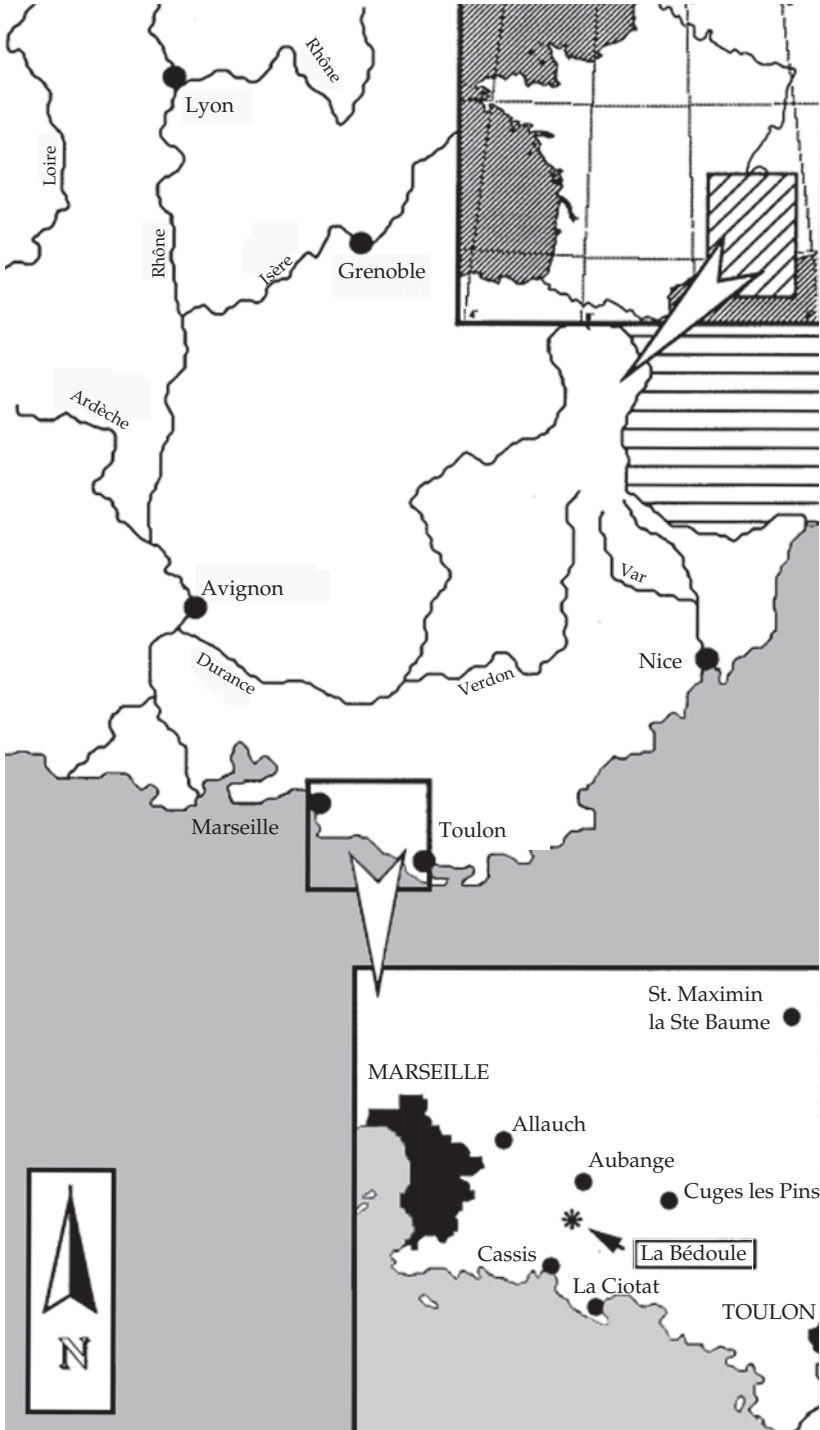 Rhône
Lyon
Loire
Rhône
Isère
Grenoble
Ardèche
Avignon
Var
Durance
Verdon
Nice
Marseille
Toulon
St. Maximin
la Ste Baume
MARSEILLE
Allauch
Aubange
Cuges les Pins
La Bédoule
Cassis
La Ciotat
TOULON
N